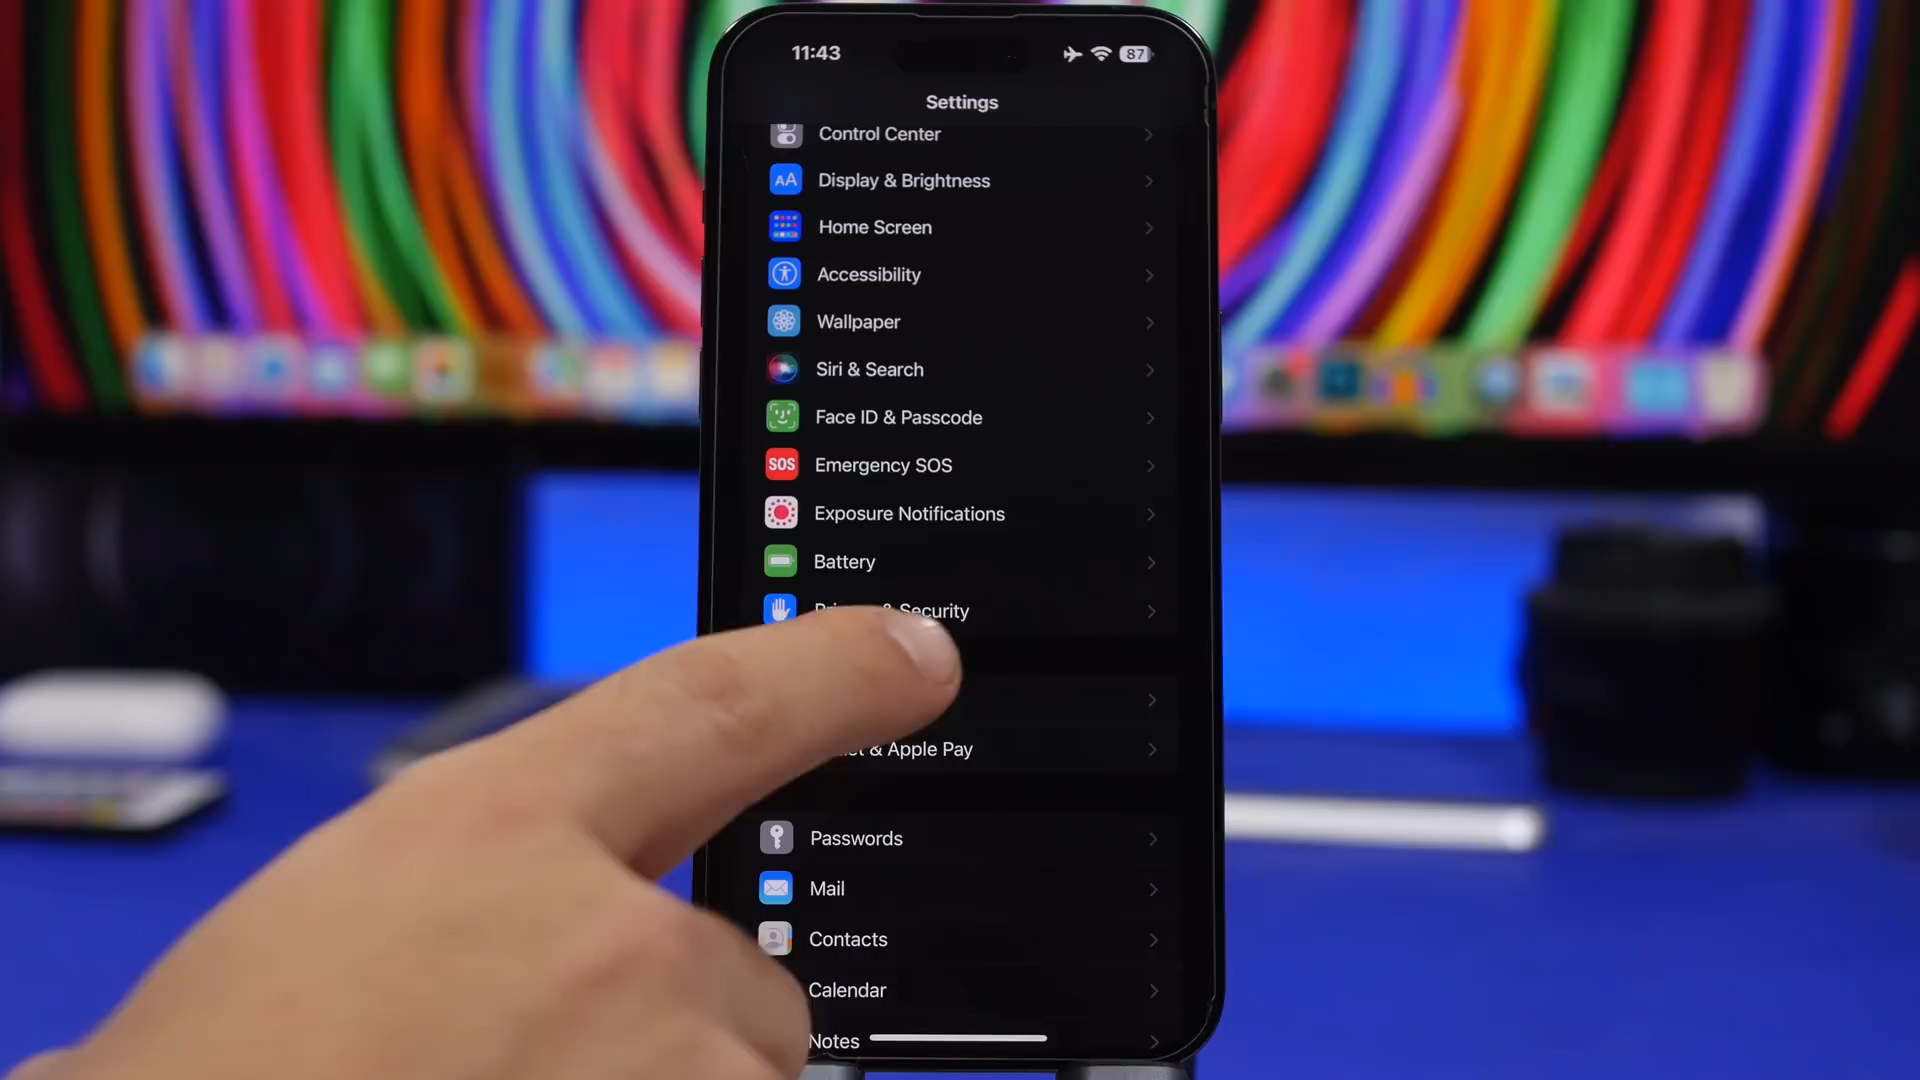 11:43
87
Settings
Control Center
AA Display & Brightness
Home Screen
Accessibility
Wallpaper
Siri & Search
Face ID & Passcode
SOS Emergency SOS
Exposure Notifications
Battery
& Security
& Apple Pay
Passwords
Mail
Contacts
Calendar
Notes